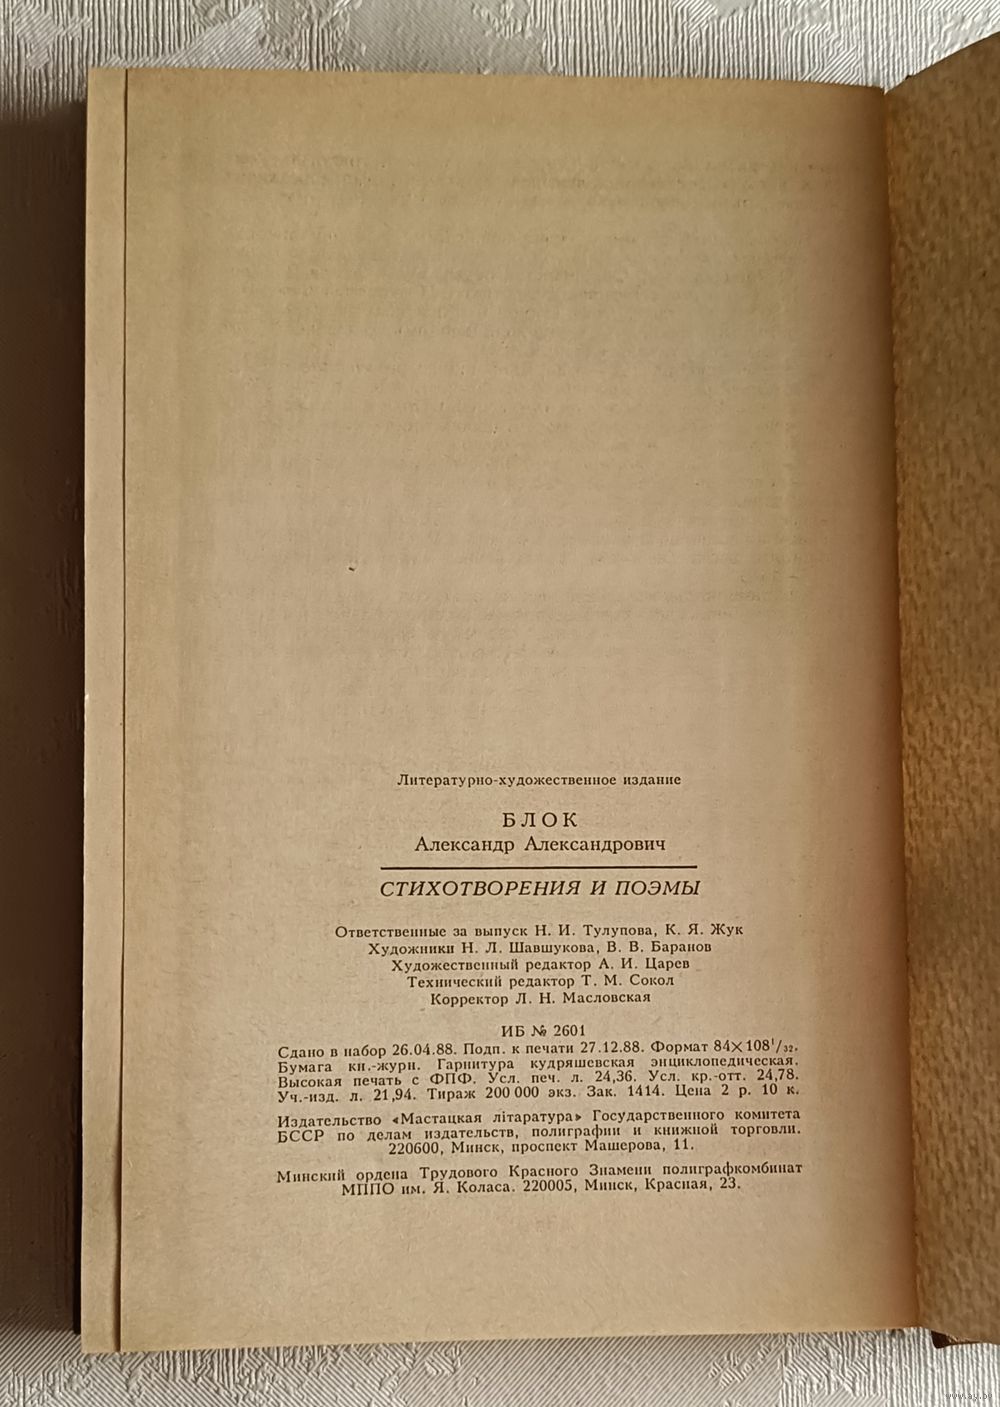 Литературно-художественное издание
БЛОК
Александр Александрович
СТИХОТВОРЕНИЯ И ПОЭМЫ
Ответственные за выпуск Н. И. Тулупова, К. Я. Жук
Художники Н. Л. Шавшукова, В. В. Баранов
Художественный редактор А. И. Царев
Технический редактор Т. М. Сокол
Корректор Л. Н. Масловская
ИБ № 2601
Сдано в набор 26.04.88. Подп. к печати 27.12.88. Формат 84×108¹/₃₂.
Бумага кн.-журн. Гарнитура кудряшевская энциклопедическая.
Высокая печать с ФПФ. Усл. печ. л. 24,36. Усл. кр.-отт. 24,78.
Уч.-изд. л. 21,94. Тираж 200 000 экз. Зак. 1414. Цена 2 р. 10 к.
Издательство «Мастацкая літаратура» Государственного комитета
БССР по делам издательств, полиграфии и книжной торговли.
220600, Минск, проспект Машерова, 11.
Минский ордена Трудового Красного Знамени полиграфкомбинат
МППО им. Я. Коласа. 220005, Минск, Красная, 23.
www.ay.by